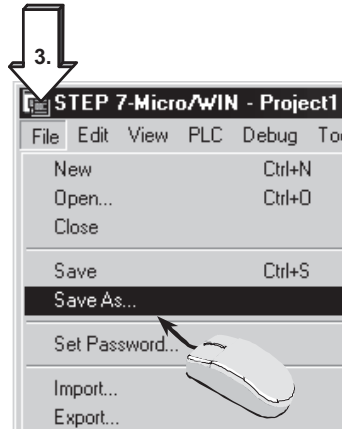 3.
STEP 7-Micro/WIN - Project1
File Edit View PLC Debug Too
New Ctrl+N
Open... Ctrl+O
Close
Save Ctrl+S
Save As...
Set Password...
Import...
Export...